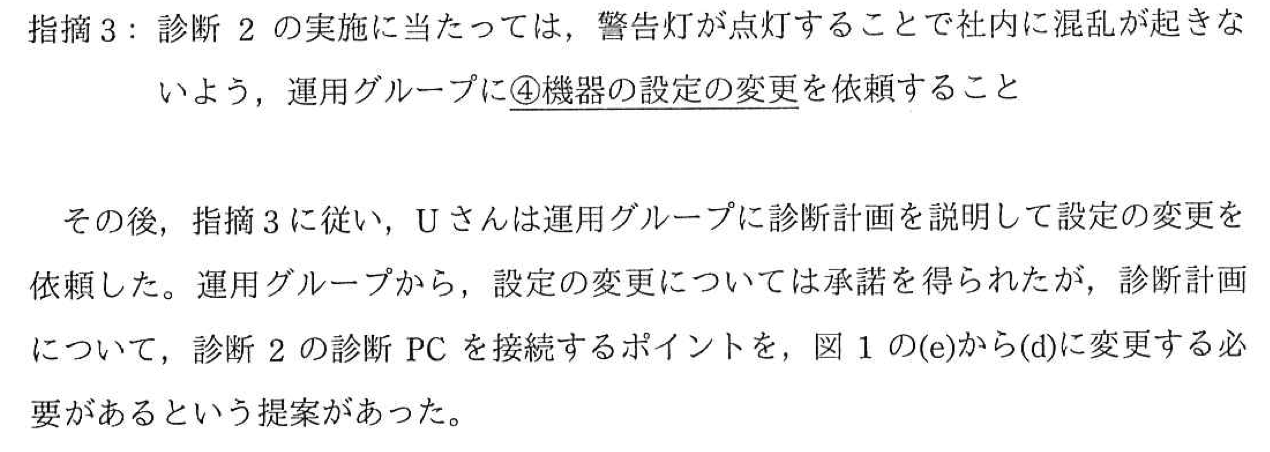 指摘3：診断 2 の実施に当たっては，警告灯が点灯することで社内に混乱が起きな
いよう，運用グループに④機器の設定の変更を依頼すること
その後，指摘3に従い，Uさんは運用グループに診断計画を説明して設定の変更を
依頼した。運用グループから，設定の変更については承諾を得られたが，診断計画
について，診断 2 の診断 PC を接続するポイントを，図 1 の(e)から(d)に変更する必
要があるという提案があった。